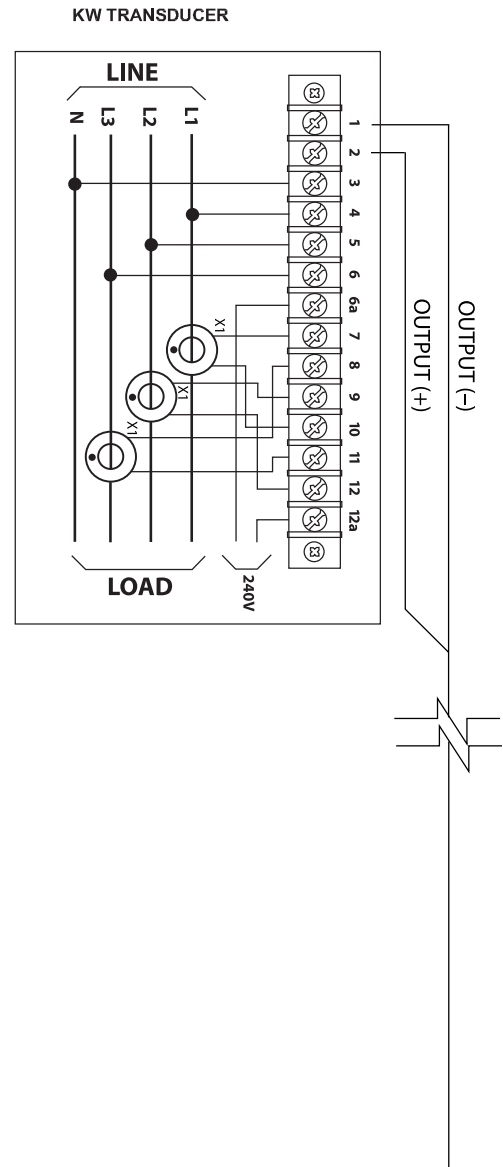 KW TRANSDUCER
LINE
N L3 L2 L1
1
2
3
4
5
6
6a
7
8
9
10
11
12
12a
X1
X1
X1
LOAD
240V
OUTPUT (+)
OUTPUT (–)